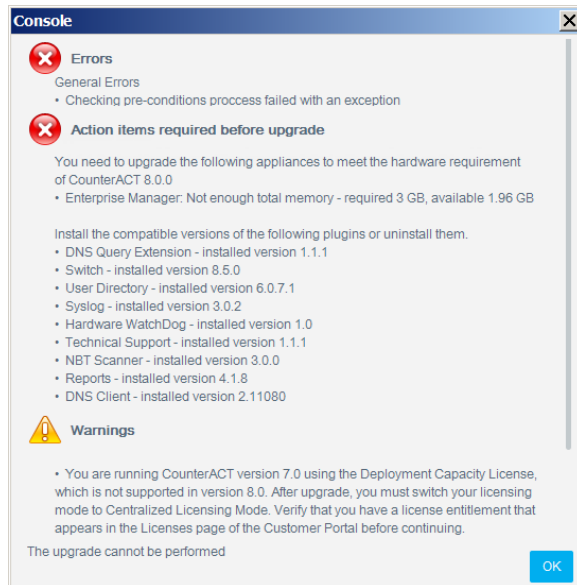 Console
Errors
General Errors
• Checking pre-conditions proccess failed with an exception
Action items required before upgrade
You need to upgrade the following appliances to meet the hardware requirement
of CounterACT 8.0.0
• Enterprise Manager: Not enough total memory - required 3 GB, available 1.96 GB
Install the compatible versions of the following plugins or uninstall them.
• DNS Query Extension - installed version 1.1.1
• Switch - installed version 8.5.0
• User Directory - installed version 6.0.7.1
• Syslog - installed version 3.0.2
• Hardware WatchDog - installed version 1.0
• Technical Support - installed version 1.1.1
• NBT Scanner - installed version 3.0.0
• Reports - installed version 4.1.8
• DNS Client - installed version 2.11080
Warnings
• You are running CounterACT version 7.0 using the Deployment Capacity License,
which is not supported in version 8.0. After upgrade, you must switch your licensing
mode to Centralized Licensing Mode. Verify that you have a license entitlement that
appears in the Licenses page of the Customer Portal before continuing.
The upgrade cannot be performed
OK